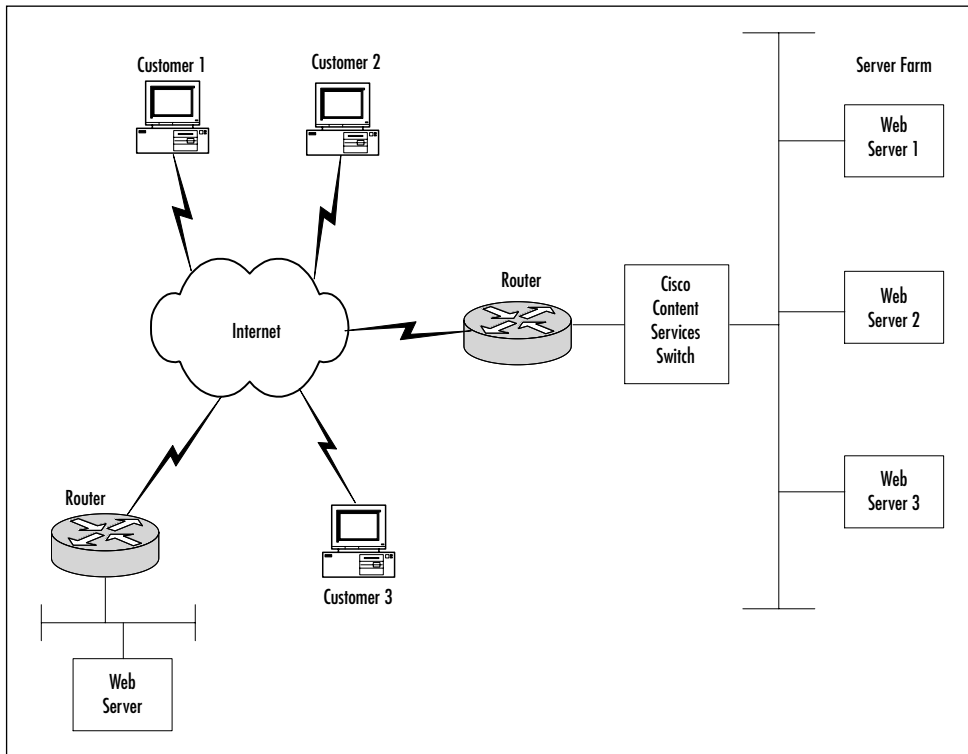 Customer 1
Customer 2
Server Farm
Web
Server 1
Router
Cisco
Content
Services
Switch
Internet
Web
Server 2
Router
Web
Server 3
Customer 3
Web
Server